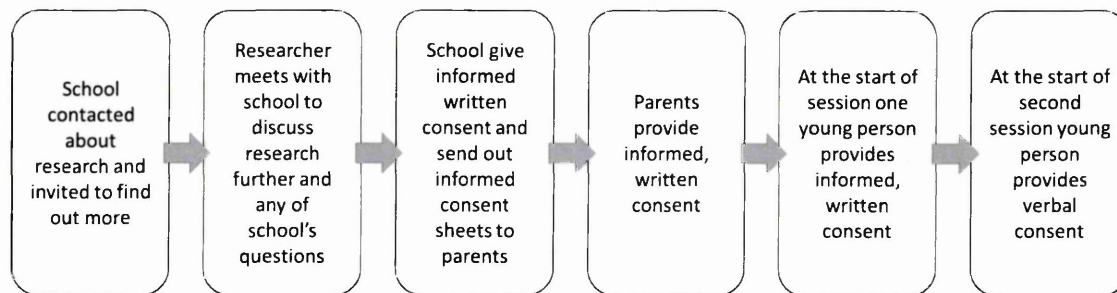 School
contacted
about
research and
invited to find
out more
Researcher
meets with
school to
discuss
research
further and
any of
school's
questions
School give
informed
written
consent and
send out
informed
consent
sheets to
parents
Parents
provide
informed,
written
consent
At the start of
session one
young person
provides
informed,
written
consent
At the start of
second
session young
person
provides
verbal
consent